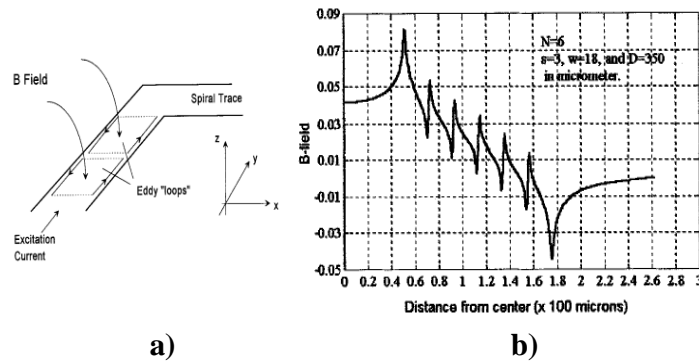 a)
B Field
Spiral Trace
z
y
x
Eddy "loops"
Excitation
Current
b)
0.09
0.07
0.05
0.03
0.01
-0.01
-0.03
-0.05
B-field
N=6
s=3, w=18, and D=350
in micrometer.
0 0.2 0.4 0.6 0.8 1 1.2 1.4 1.6 1.8 2 2.2 2.4 2.6 2.8 3
Distance from center (x 100 microns)
a)
b)